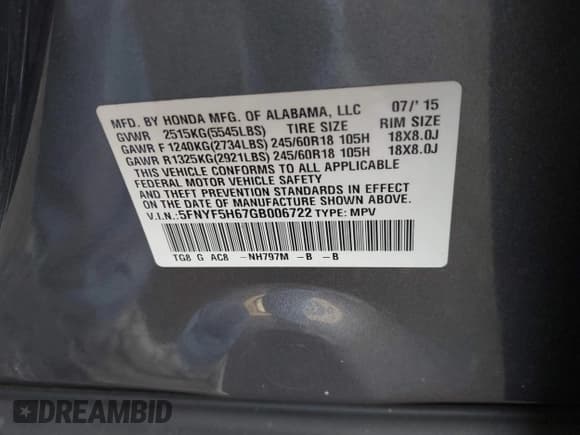 MFD. BY HONDA MFG. OF ALABAMA, LLC 07/' 15
GVWR 2515KG(5545LBS) TIRE SIZE RIM SIZE
GAWR F 1240KG(2734LBS) 245/60R18 105H 18X8.0J
GAWR R1325KG(2921LBS) 245/60R18 105H 18X8.0J
THIS VEHICLE CONFORMS TO ALL APPLICABLE
FEDERAL MOTOR VEHICLE SAFETY
AND THEFT PREVENTION STANDARDS IN EFFECT
ON THE DATE OF MANUFACTURE SHOWN ABOVE.
V.I.N.:5FNYF5H67GB006722 TYPE: MPV
TG8 G AC8 -NH797M -B -B
DREAMBID